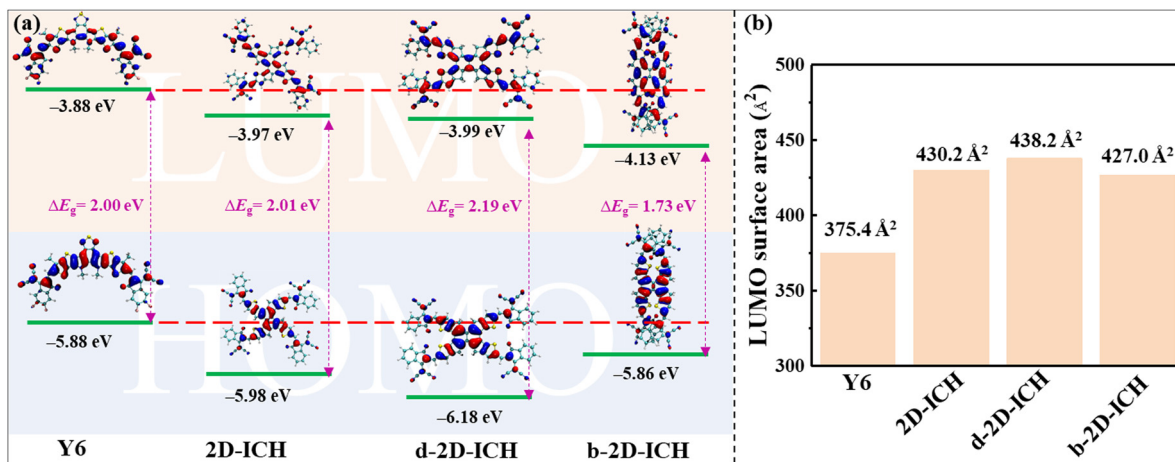 (a)
LUMO
–3.88 eV
–3.97 eV
–3.99 eV
–4.13 eV
ΔEg= 2.00 eV
ΔEg= 2.01 eV
ΔEg= 2.19 eV
ΔEg= 1.73 eV
HOMO
–5.88 eV
–5.98 eV
–6.18 eV
–5.86 eV
Y6
2D-ICH
d-2D-ICH
b-2D-ICH
(b)
LUMO surface area (Å²)
500
450
400
350
300
375.4 Å²
430.2 Å²
438.2 Å²
427.0 Å²
Y6
2D-ICH
d-2D-ICH
b-2D-ICH